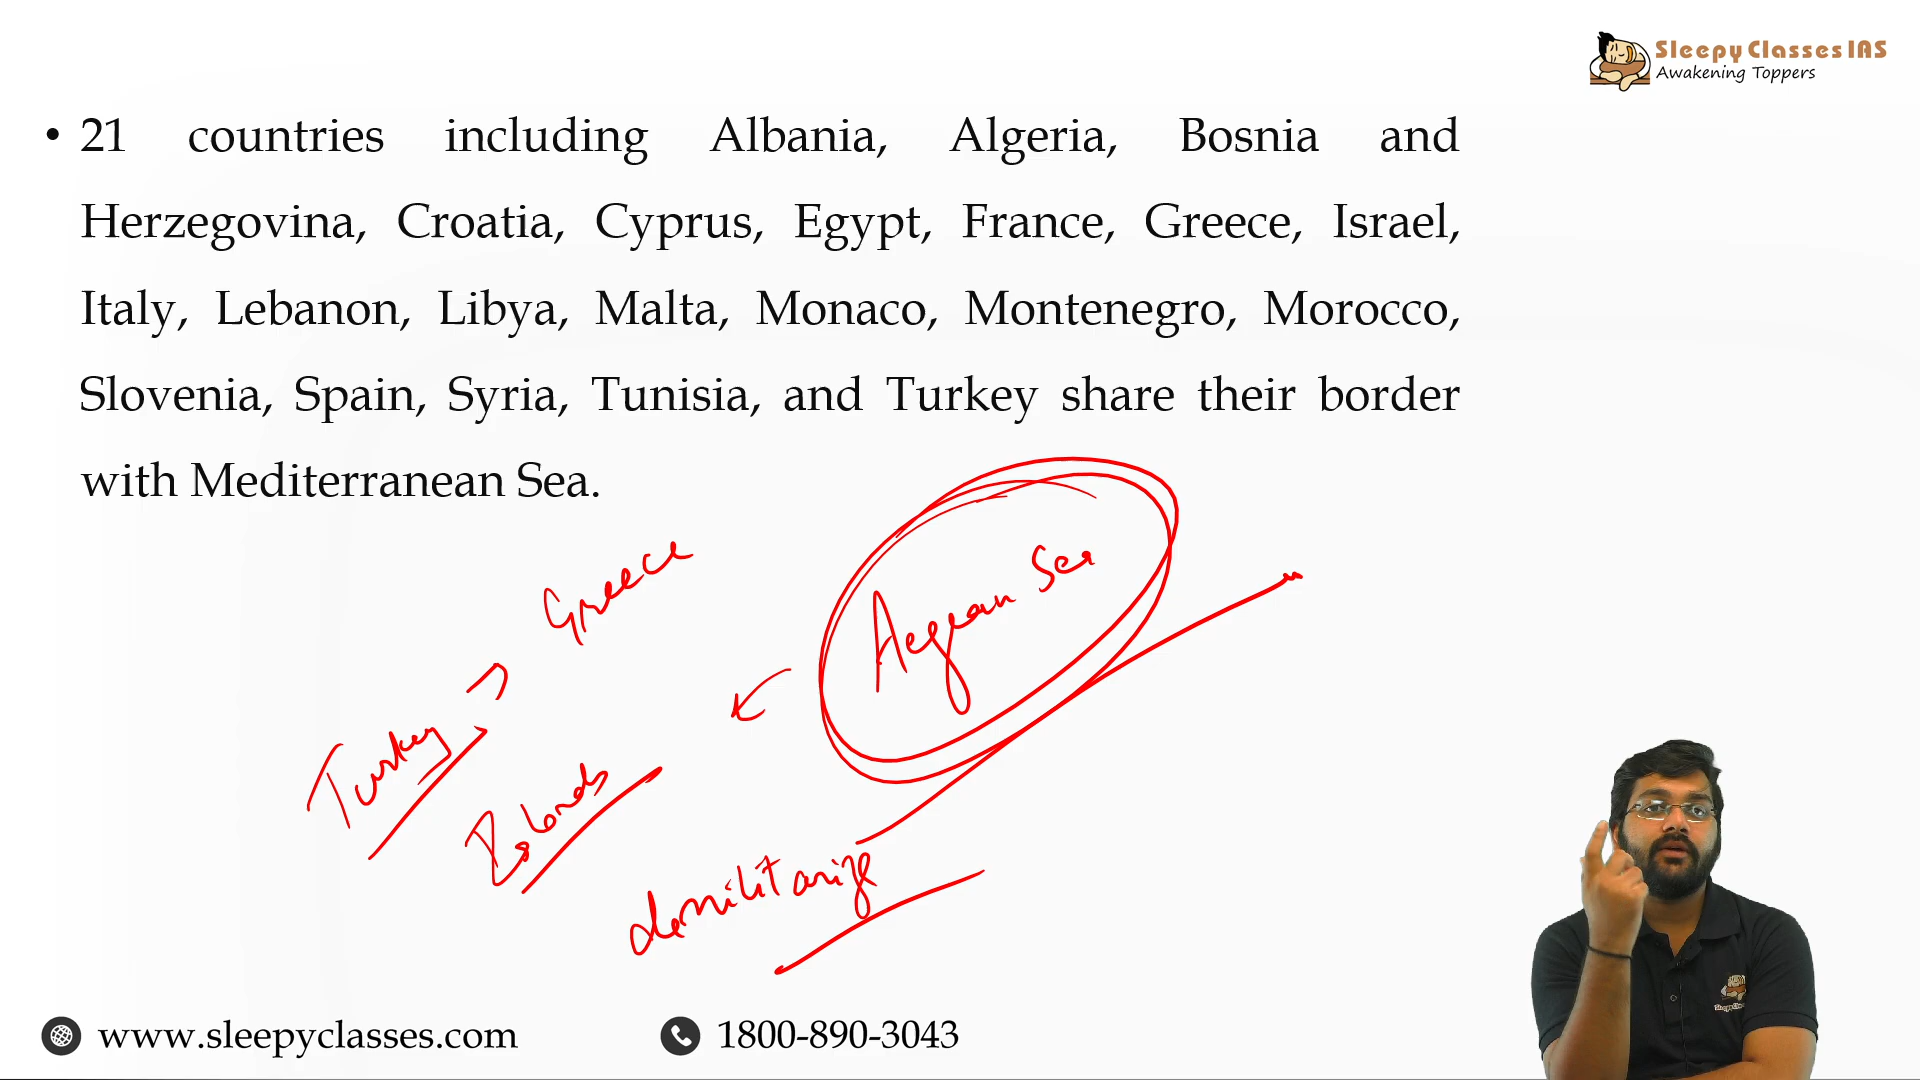 Sleepy Classes IAS
Awakening Toppers
• 21 countries including Albania, Algeria, Bosnia and
Herzegovina, Croatia, Cyprus, Egypt, France, Greece, Israel,
Italy, Lebanon, Libya, Malta, Monaco, Montenegro, Morocco,
Slovenia, Spain, Syria, Tunisia, and Turkey share their border
with Mediterranean Sea.
Aegean Sea
Turkey → Greece
Islands
demilitarize
www.sleepyclasses.com
1800-890-3043